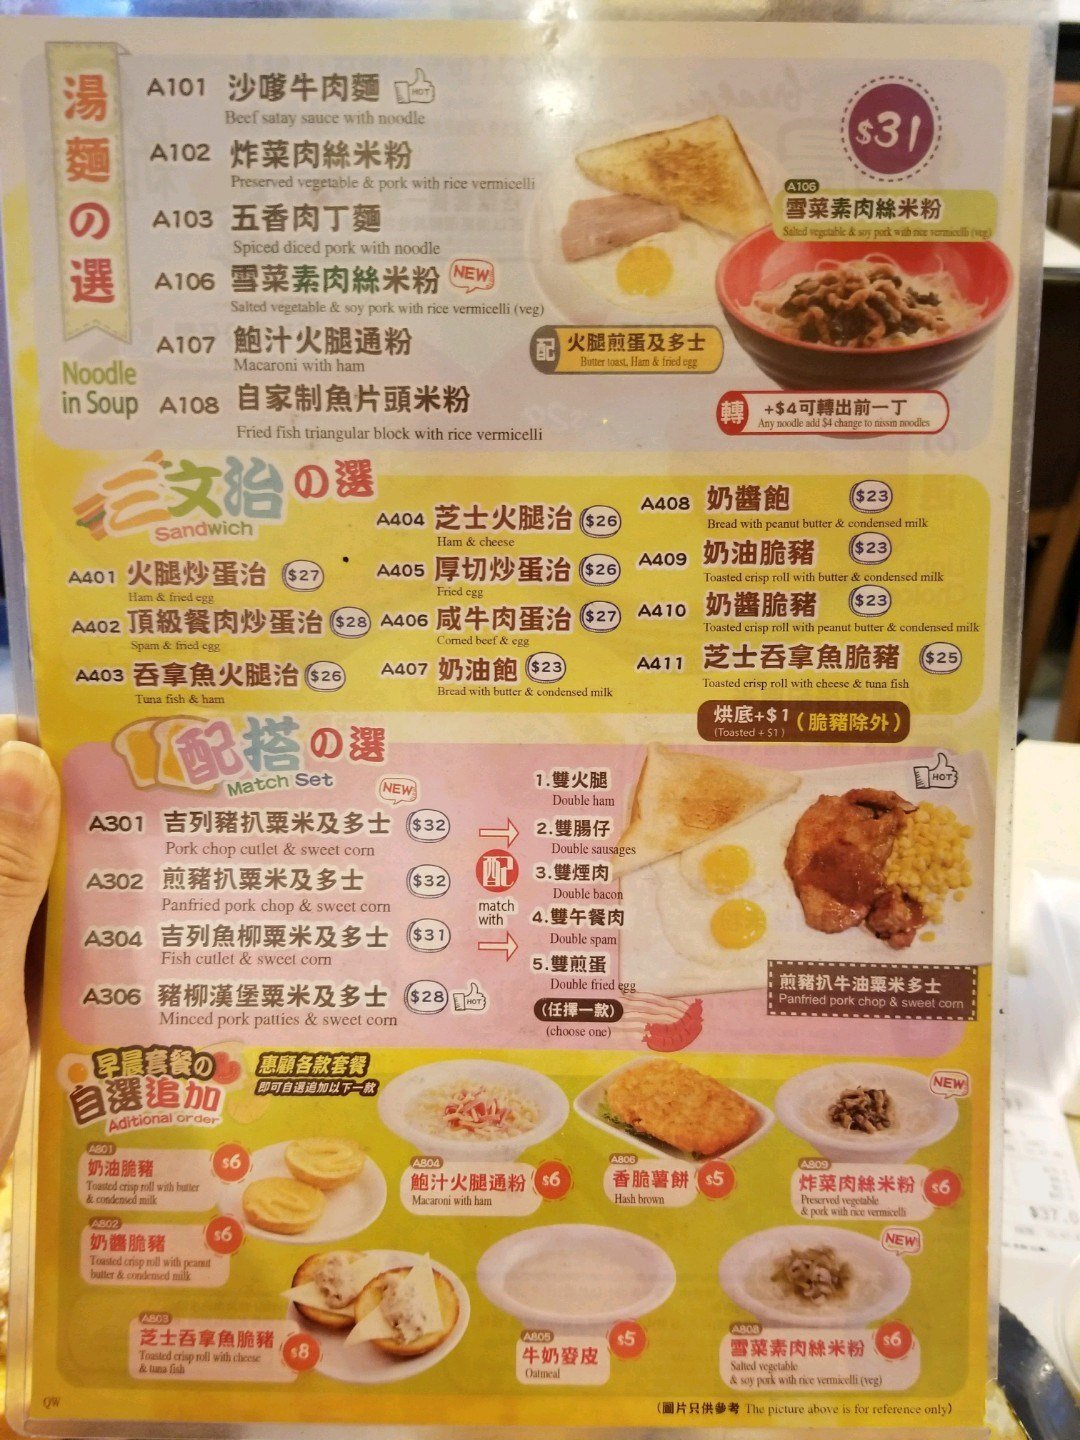 湯麵の選
Noodle
in Soup
A101 沙嗲牛肉麵 HOT
Beef satay sauce with noodle
A102 炸菜肉絲米粉
Preserved vegetable & pork with rice vermicelli
A103 五香肉丁麵
Spiced diced pork with noodle
A106 雪菜素肉絲米粉 NEW
Salted vegetable & soy pork with rice vermicelli (veg)
A107 鮑汁火腿通粉
Macaroni with ham
A108 自家制魚片頭米粉
Fried fish triangular block with rice vermicelli
$31
A106
雪菜素肉絲米粉
Salted vegetable & soy pork with rice vermicelli (veg)
配 火腿煎蛋及多士
Butter toast, Ham & fried egg
轉 +$4可轉出前一丁
Any noodle add $4 change to nissin noodles
三文治の選
Sandwich
A401 火腿炒蛋治 $27
Ham & fried egg
A402 頂級餐肉炒蛋治 $28
Spam & fried egg
A403 吞拿魚火腿治 $26
Tuna fish & ham
A404 芝士火腿治 $26
Ham & cheese
A405 厚切炒蛋治 $26
Fried egg
A406 咸牛肉蛋治 $27
Corned beef & egg
A407 奶油飽 $23
Bread with butter & condensed milk
A408 奶醬飽 $23
Bread with peanut butter & condensed milk
A409 奶油脆豬 $23
Toasted crisp roll with butter & condensed milk
A410 奶醬脆豬 $23
Toasted crisp roll with peanut butter & condensed milk
A411 芝士吞拿魚脆豬 $25
Toasted crisp roll with cheese & tuna fish
烘底+$1 (脆豬除外)
(Toasted + $1)
配搭の選
Match Set
NEW
A301 吉列豬扒粟米及多士 $32
Pork chop cutlet & sweet corn
A302 煎豬扒粟米及多士 $32
Panfried pork chop & sweet corn
A304 吉列魚柳粟米及多士 $31
Fish cutlet & sweet corn
A306 豬柳漢堡粟米及多士 $28 HOT
Minced pork patties & sweet corn
配
match
with
1.雙火腿
Double ham
2.雙腸仔
Double sausages
3.雙煙肉
Double bacon
4.雙午餐肉
Double spam
5.雙煎蛋
Double fried egg
(任擇一款)
(choose one)
HOT
煎豬扒牛油粟米多士
Panfried pork chop & sweet corn
早晨套餐の
自選追加
Aditional order
惠顧各款套餐
即可自選追加以下一款
A801
奶油脆豬 $6
Toasted crisp roll with butter
& condensed milk
A802
奶醬脆豬 $6
Toasted crisp roll with peanut
butter & condensed milk
A803
芝士吞拿魚脆豬 $8
Toasted crisp roll with cheese
& tuna fish
A804
鮑汁火腿通粉 $6
Macaroni with ham
A805
牛奶麥皮 $5
Oatmeal
A806
香脆薯餅 $5
Hash brown
NEW
A809
炸菜肉絲米粉 $6
Preserved vegetable
& pork with rice vermicelli
NEW
A808
雪菜素肉絲米粉 $6
Salted vegetable
& soy pork with rice vermicelli (veg)
QW
(圖片只供參考 The picture above is for reference only)